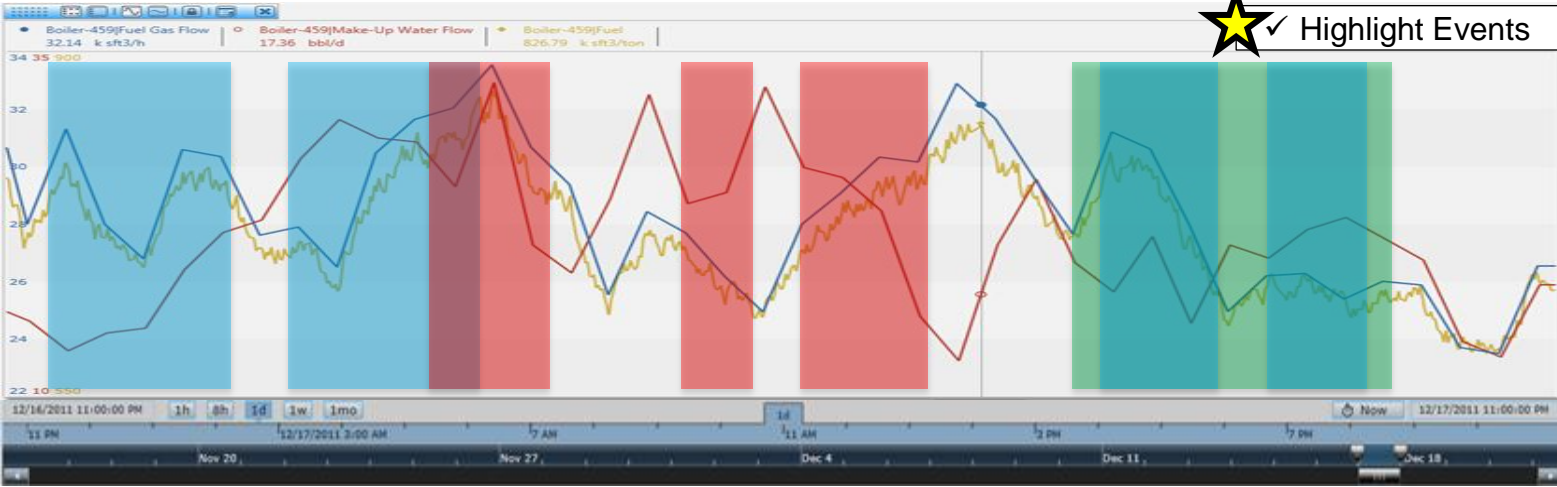 ✓ Highlight Events
Boiler-459|Fuel Gas Flow
32.14 k sft3/h
Boiler-459|Make-Up Water Flow
17.36 bbl/d
Boiler-459|Fuel
826.79 k sft3/ton
34 35 900
32
30
28
26
24
22 10 550
12/16/2011 11:00:00 PM 1h 8h 1d 1w 1mo 1d Now 12/17/2011 11:00:00 PM
11 PM 12/17/2011 3:00 AM 7 AM 11 AM 3 PM 7 PM
Nov 20 Nov 27 Dec 4 Dec 11 Dec 18